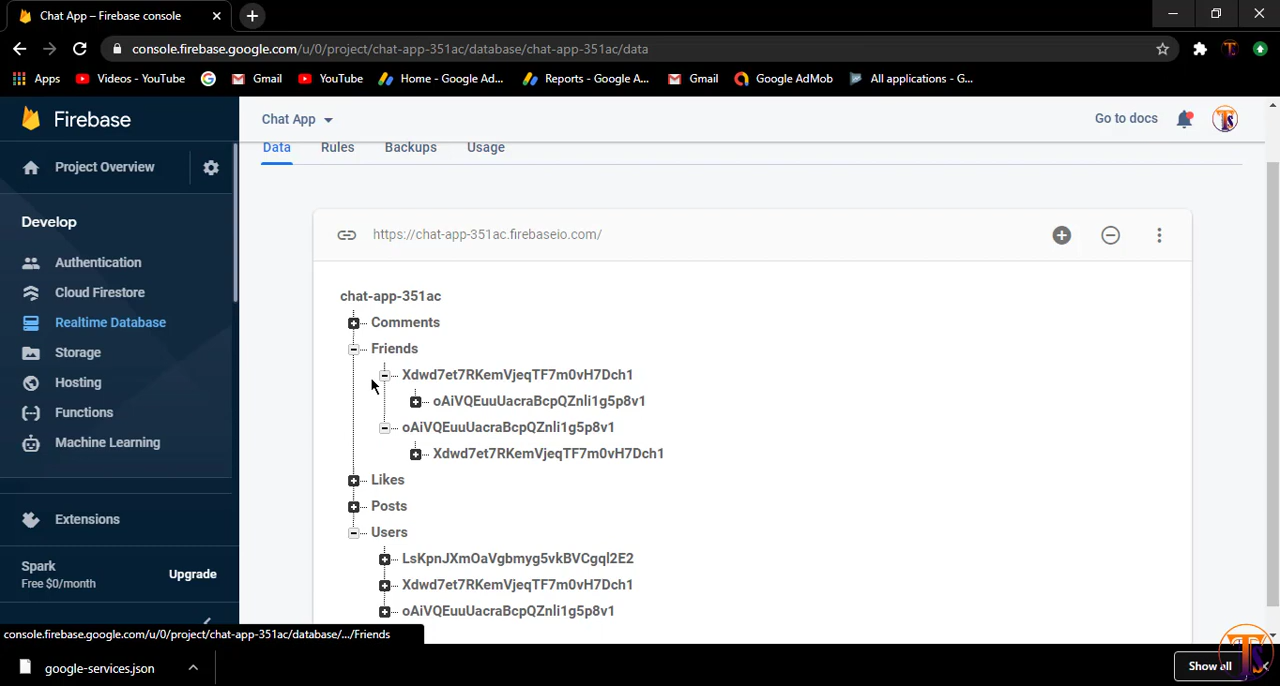 Chat App – Firebase console
console.firebase.google.com/u/0/project/chat-app-351ac/database/chat-app-351ac/data
Apps Videos - YouTube Gmail YouTube Home - Google Ad... Reports - Google A... Gmail Google AdMob All applications - G...
Firebase
Chat App
Go to docs
Project Overview
Data Rules Backups Usage
Develop
Authentication
Cloud Firestore
Realtime Database
Storage
Hosting
Functions
Machine Learning
Extensions
Spark
Free $0/month
Upgrade
https://chat-app-351ac.firebaseio.com/
chat-app-351ac
Comments
Friends
Xdwd7et7RKemVjeqTF7m0vH7Dch1
oAiVQEuuUacraBcpQZnli1g5p8v1
oAiVQEuuUacraBcpQZnli1g5p8v1
Xdwd7et7RKemVjeqTF7m0vH7Dch1
Likes
Posts
Users
LsKpnJXmOaVgbmyg5vkBVCgql2E2
Xdwd7et7RKemVjeqTF7m0vH7Dch1
oAiVQEuuUacraBcpQZnli1g5p8v1
console.firebase.google.com/u/0/project/chat-app-351ac/database/.../Friends
google-services.json
Show all